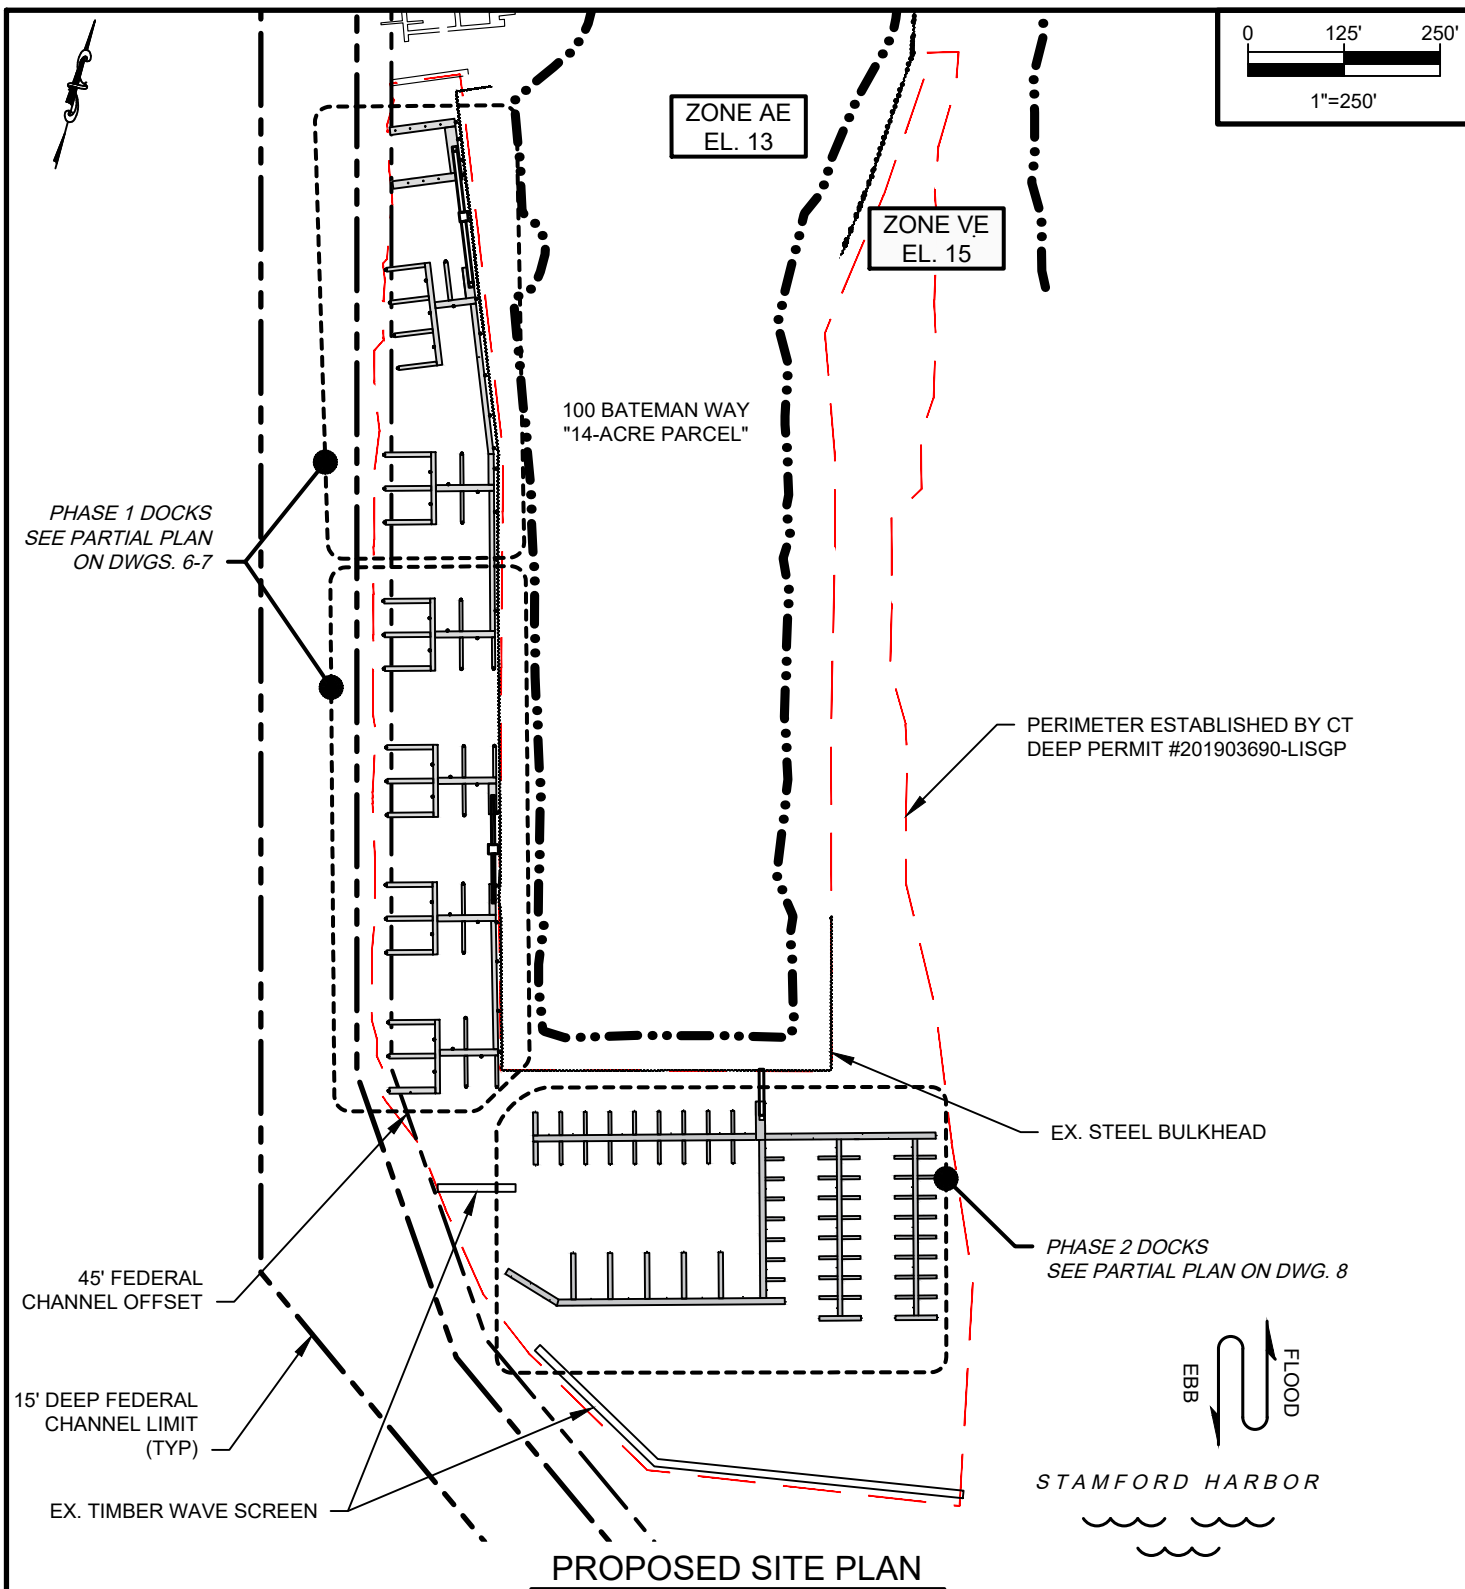 0 125' 250'
1"=250'
ZONE AE
EL. 13
ZONE VE
EL. 15
100 BATEMAN WAY
"14-ACRE PARCEL"
PHASE 1 DOCKS
SEE PARTIAL PLAN
ON DWGS. 6-7
PERIMETER ESTABLISHED BY CT
DEEP PERMIT #201903690-LISGP
EX. STEEL BULKHEAD
PHASE 2 DOCKS
SEE PARTIAL PLAN ON DWG. 8
45' FEDERAL
CHANNEL OFFSET
15' DEEP FEDERAL
CHANNEL LIMIT
(TYP)
EX. TIMBER WAVE SCREEN
FLOOD
EBB
STAMFORD HARBOR
PROPOSED SITE PLAN